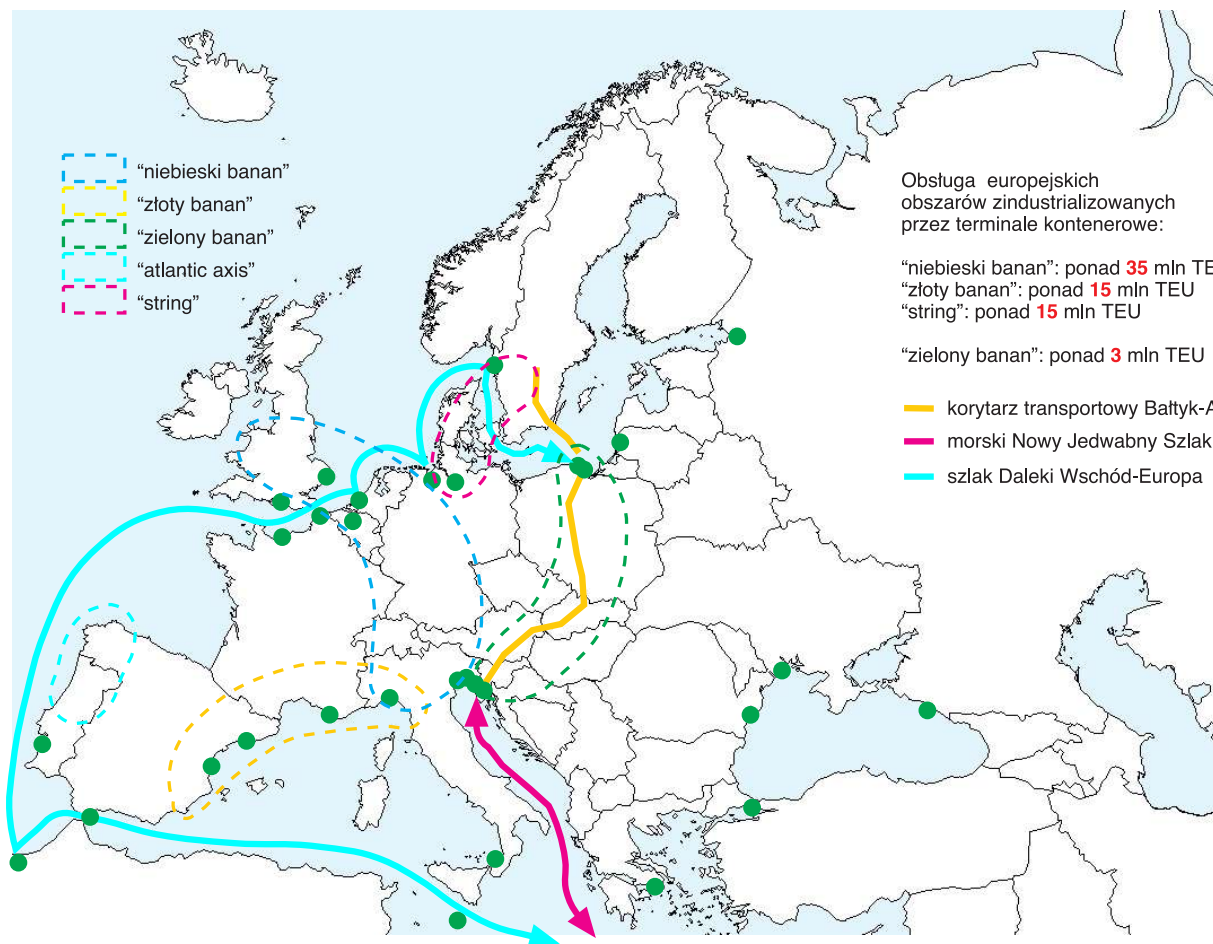 “niebieski banan”
“złoty banan”
“zielony banan”
“atlantic axis”
“string”
Obsługa europejskich
obszarów zindustrializowanych
przez terminale kontenerowe:
“niebieski banan”: ponad 35 mln TE
“złoty banan”: ponad 15 mln TEU
“string”: ponad 15 mln TEU
“zielony banan”: ponad 3 mln TEU
korytarz transportowy Bałtyk-A
morski Nowy Jedwabny Szlak
szlak Daleki Wschód-Europa